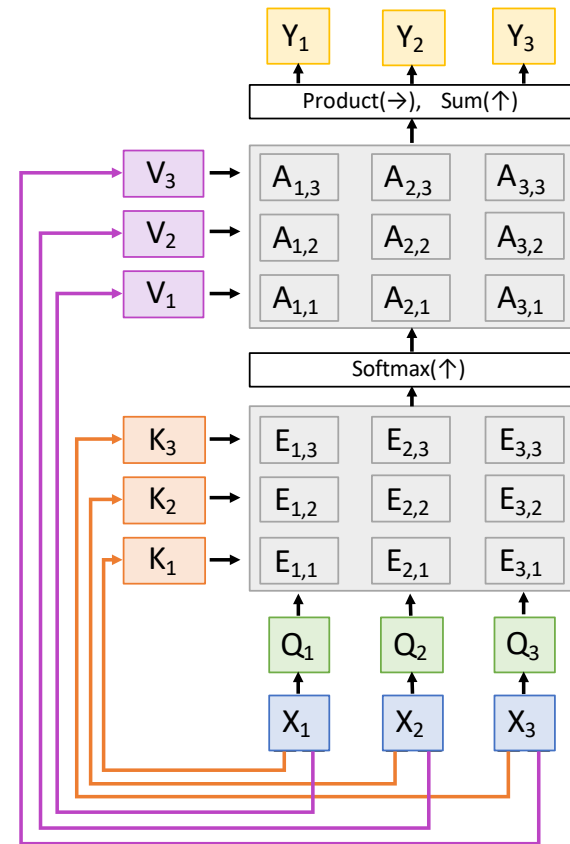 Y₁ Y₂ Y₃
Product(→), Sum(↑)
V₃ A₁,₃ A₂,₃ A₃,₃
V₂ A₁,₂ A₂,₂ A₃,₂
V₁ A₁,₁ A₂,₁ A₃,₁
Softmax(↑)
K₃ E₁,₃ E₂,₃ E₃,₃
K₂ E₁,₂ E₂,₂ E₃,₂
K₁ E₁,₁ E₂,₁ E₃,₁
Q₁ Q₂ Q₃
X₁ X₂ X₃